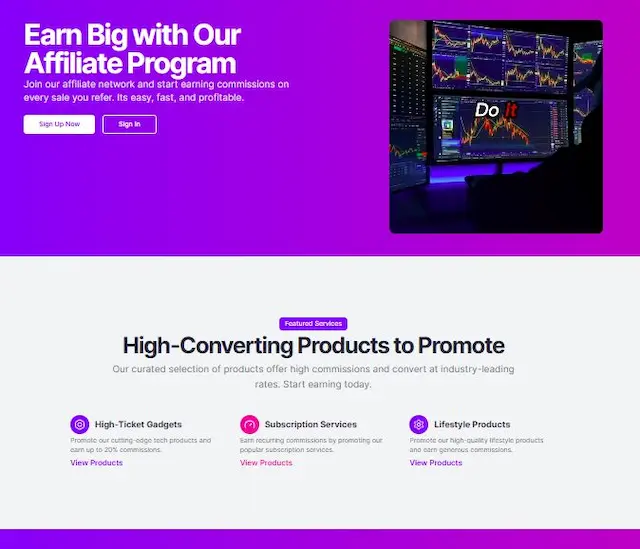 Earn Big with Our
Affiliate Program
Join our affiliate network and start earning commissions on
every sale you refer. Its easy, fast, and profitable.
Sign Up Now
Sign In
Do it
Featured Services
High-Converting Products to Promote
Our curated selection of products offer high commissions and convert at industry-leading
rates. Start earning today.
High-Ticket Gadgets
Promote our cutting-edge tech products and
earn up to 20% commissions.
View Products
Subscription Services
Earn recurring commissions by promoting our
popular subscription services.
View Products
Lifestyle Products
Promote our high-quality lifestyle products
and earn generous commissions.
View Products